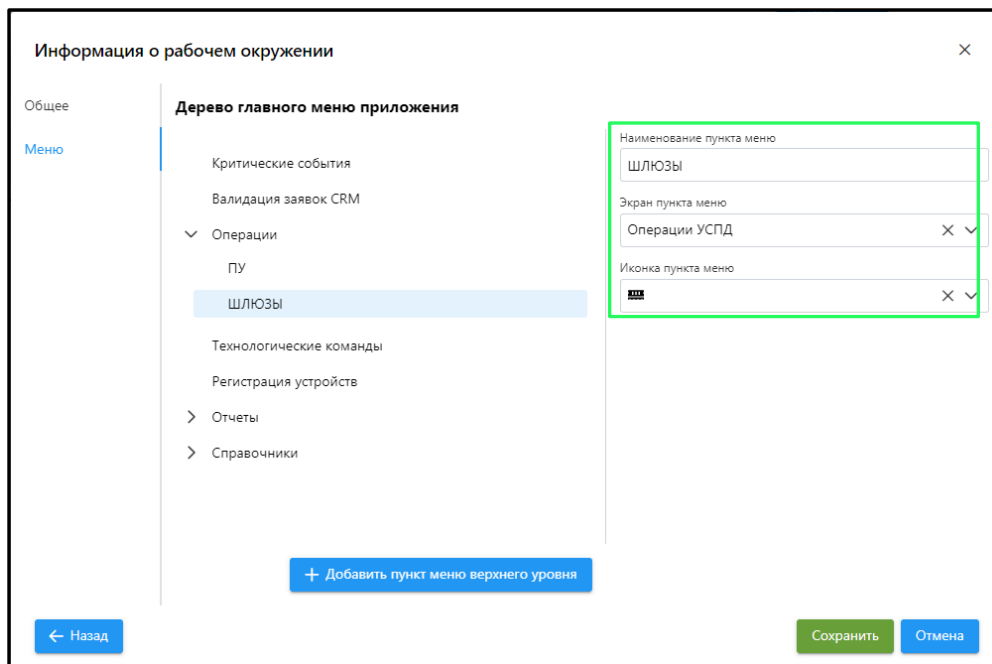 Информация о рабочем окружении
Общее
Меню
Дерево главного меню приложения
Критические события
Валидация заявок CRM
Операции
ПУ
ШЛЮЗЫ
Технологические команды
Регистрация устройств
Отчеты
Справочники
Наименование пункта меню
ШЛЮЗЫ
Экран пункта меню
Операции УСПД
Иконка пункта меню
+ Добавить пункт меню верхнего уровня
← Назад
Сохранить
Отмена